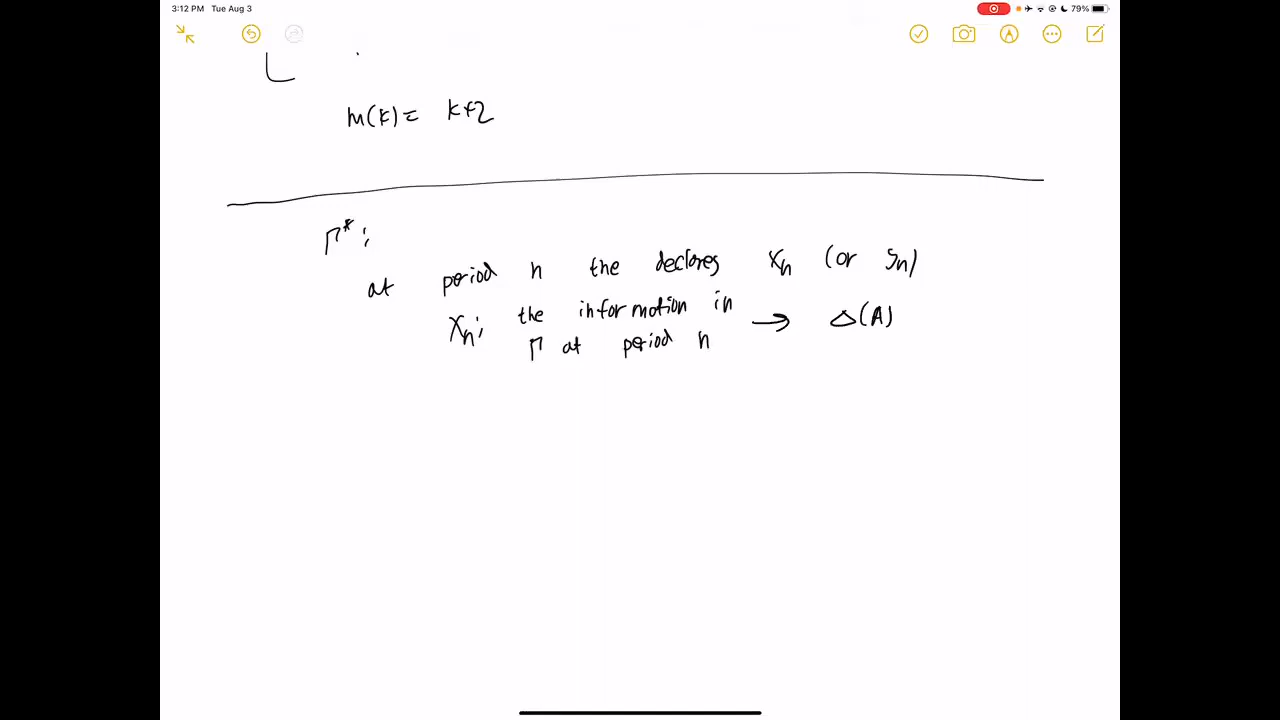 3:12 PM Tue Aug 3
79%
m(k) = k+2
Γ* :
at period n the declares xn (or sn)
xn: the information in → Δ(A)
Γ at period n